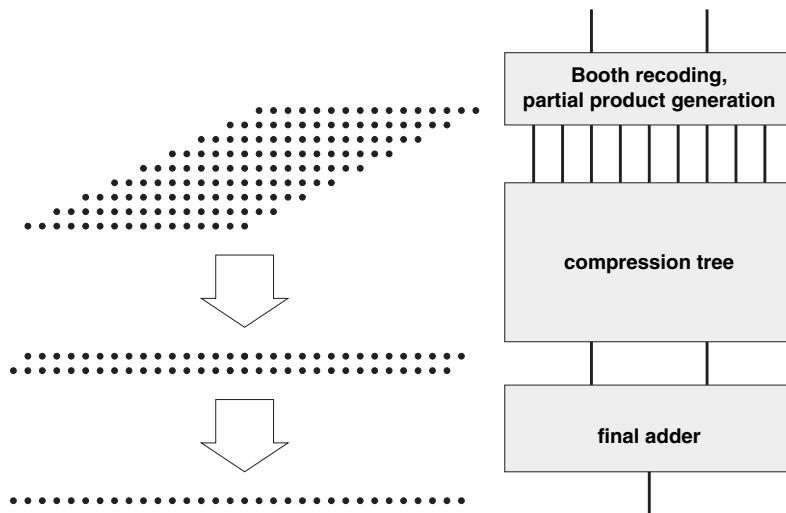 Booth recoding,
partial product generation
compression tree
final adder